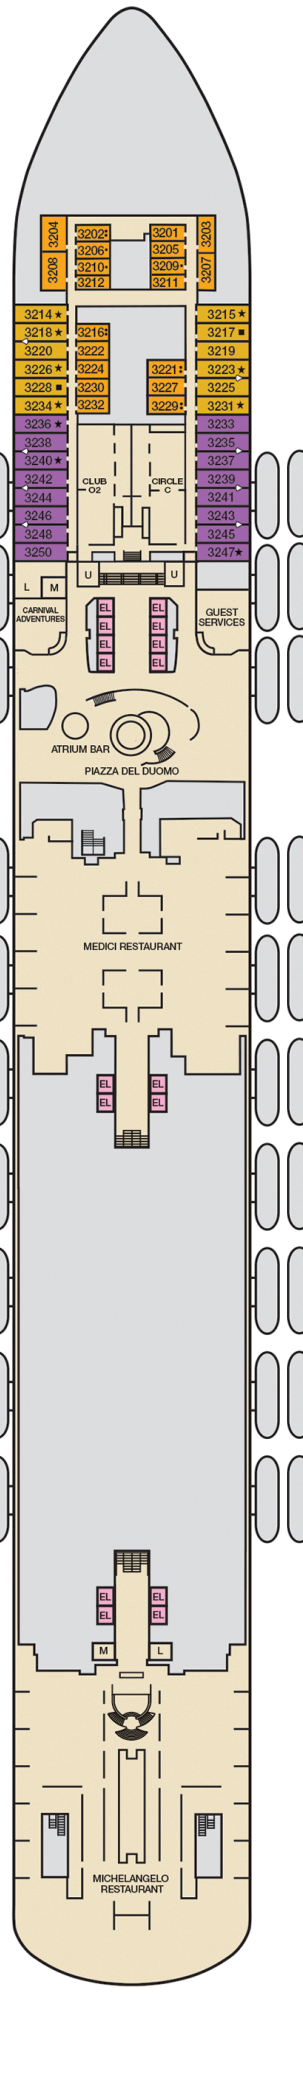 3204 3202: 3201 3203
3206• 3205
3208 3210• 3209• 3207
3212 3211
3214★ 3215★
3218★ 3216: 3217■
3220 3222 3219
3226★ 3224 3221: 3223★
3228■ 3230 3227 3225
3234★ 3232 3229: 3231★
3236★ 3233
3238 3235
3240★ 3237
3242 3239
3244 3241
3246 3243
3248 3245
3250 3247★
CLUB
O2
CIRCLE
C
U U
L M
CARNIVAL
ADVENTURES
GUEST
SERVICES
EL EL
EL EL
EL EL
EL EL
ATRIUM BAR
PIAZZA DEL DUOMO
MEDICI RESTAURANT
EL EL
EL EL
EL EL
EL EL
M L
MICHELANGELO
RESTAURANT